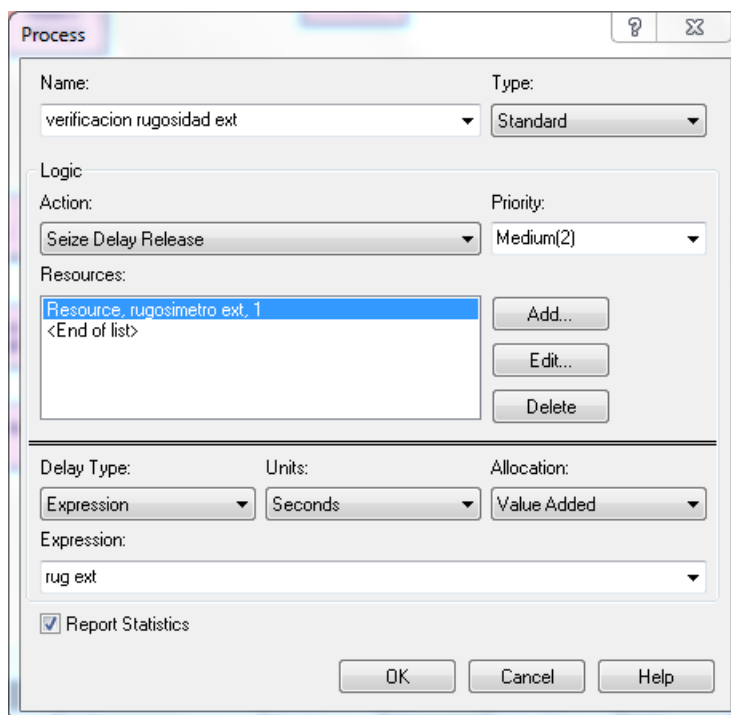 Process
Name:
Type:
verificacion rugosidad ext
Standard
Logic
Action:
Priority:
Seize Delay Release
Medium(2)
Resources:
Resource, rugosimetro ext, 1
<End of list>
Add...
Edit...
Delete
Delay Type:
Units:
Allocation:
Expression
Seconds
Value Added
Expression:
rug ext
Report Statistics
OK
Cancel
Help